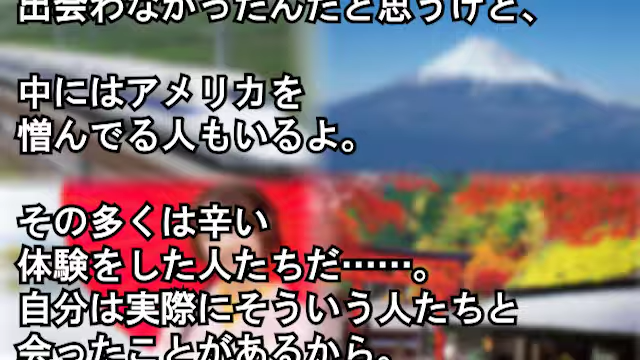 出会わなかったんだと思うけど、
中にはアメリカを
憎んでる人もいるよ。
その多くは辛い
体験をした人たちだ……。
自分は実際にそういう人たちと
会ったことがあるから。